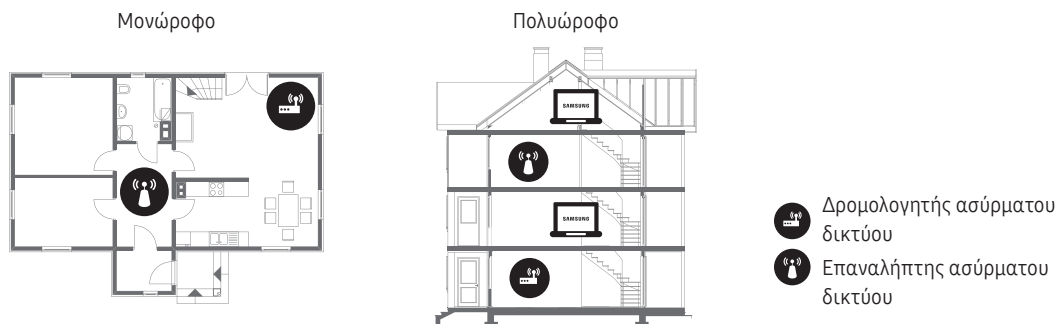 Μονώροφο
Πολυώροφο
SAMSUNG
SAMSUNG
Δρομολογητής ασύρματου
δικτύου
Επαναλήπτης ασύρματου
δικτύου